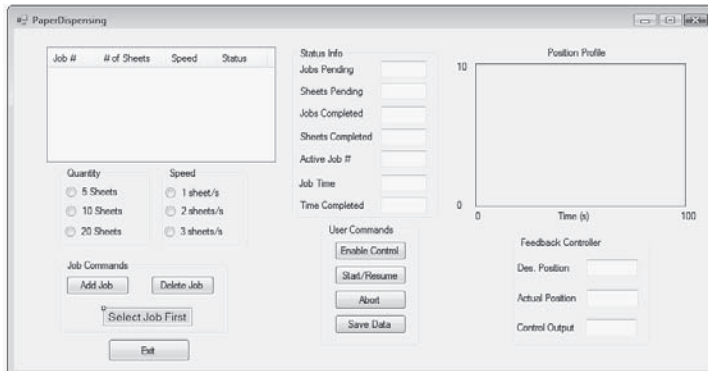 PaperDispensing
Job # # of Sheets Speed Status
Quantity
5 Sheets
10 Sheets
20 Sheets
Speed
1 sheet/s
2 sheets/s
3 sheets/s
Job Commands
Add Job Delete Job
Select Job First
Exit
Status Info
Jobs Pending
Sheets Pending
Jobs Completed
Sheets Completed
Active Job #
Job Time
Time Completed
User Commands
Enable Control
Start/Resume
Abort
Save Data
Position Profile
10
0
0 Time (s) 100
Feedback Controller
Des. Position
Actual Position
Control Output